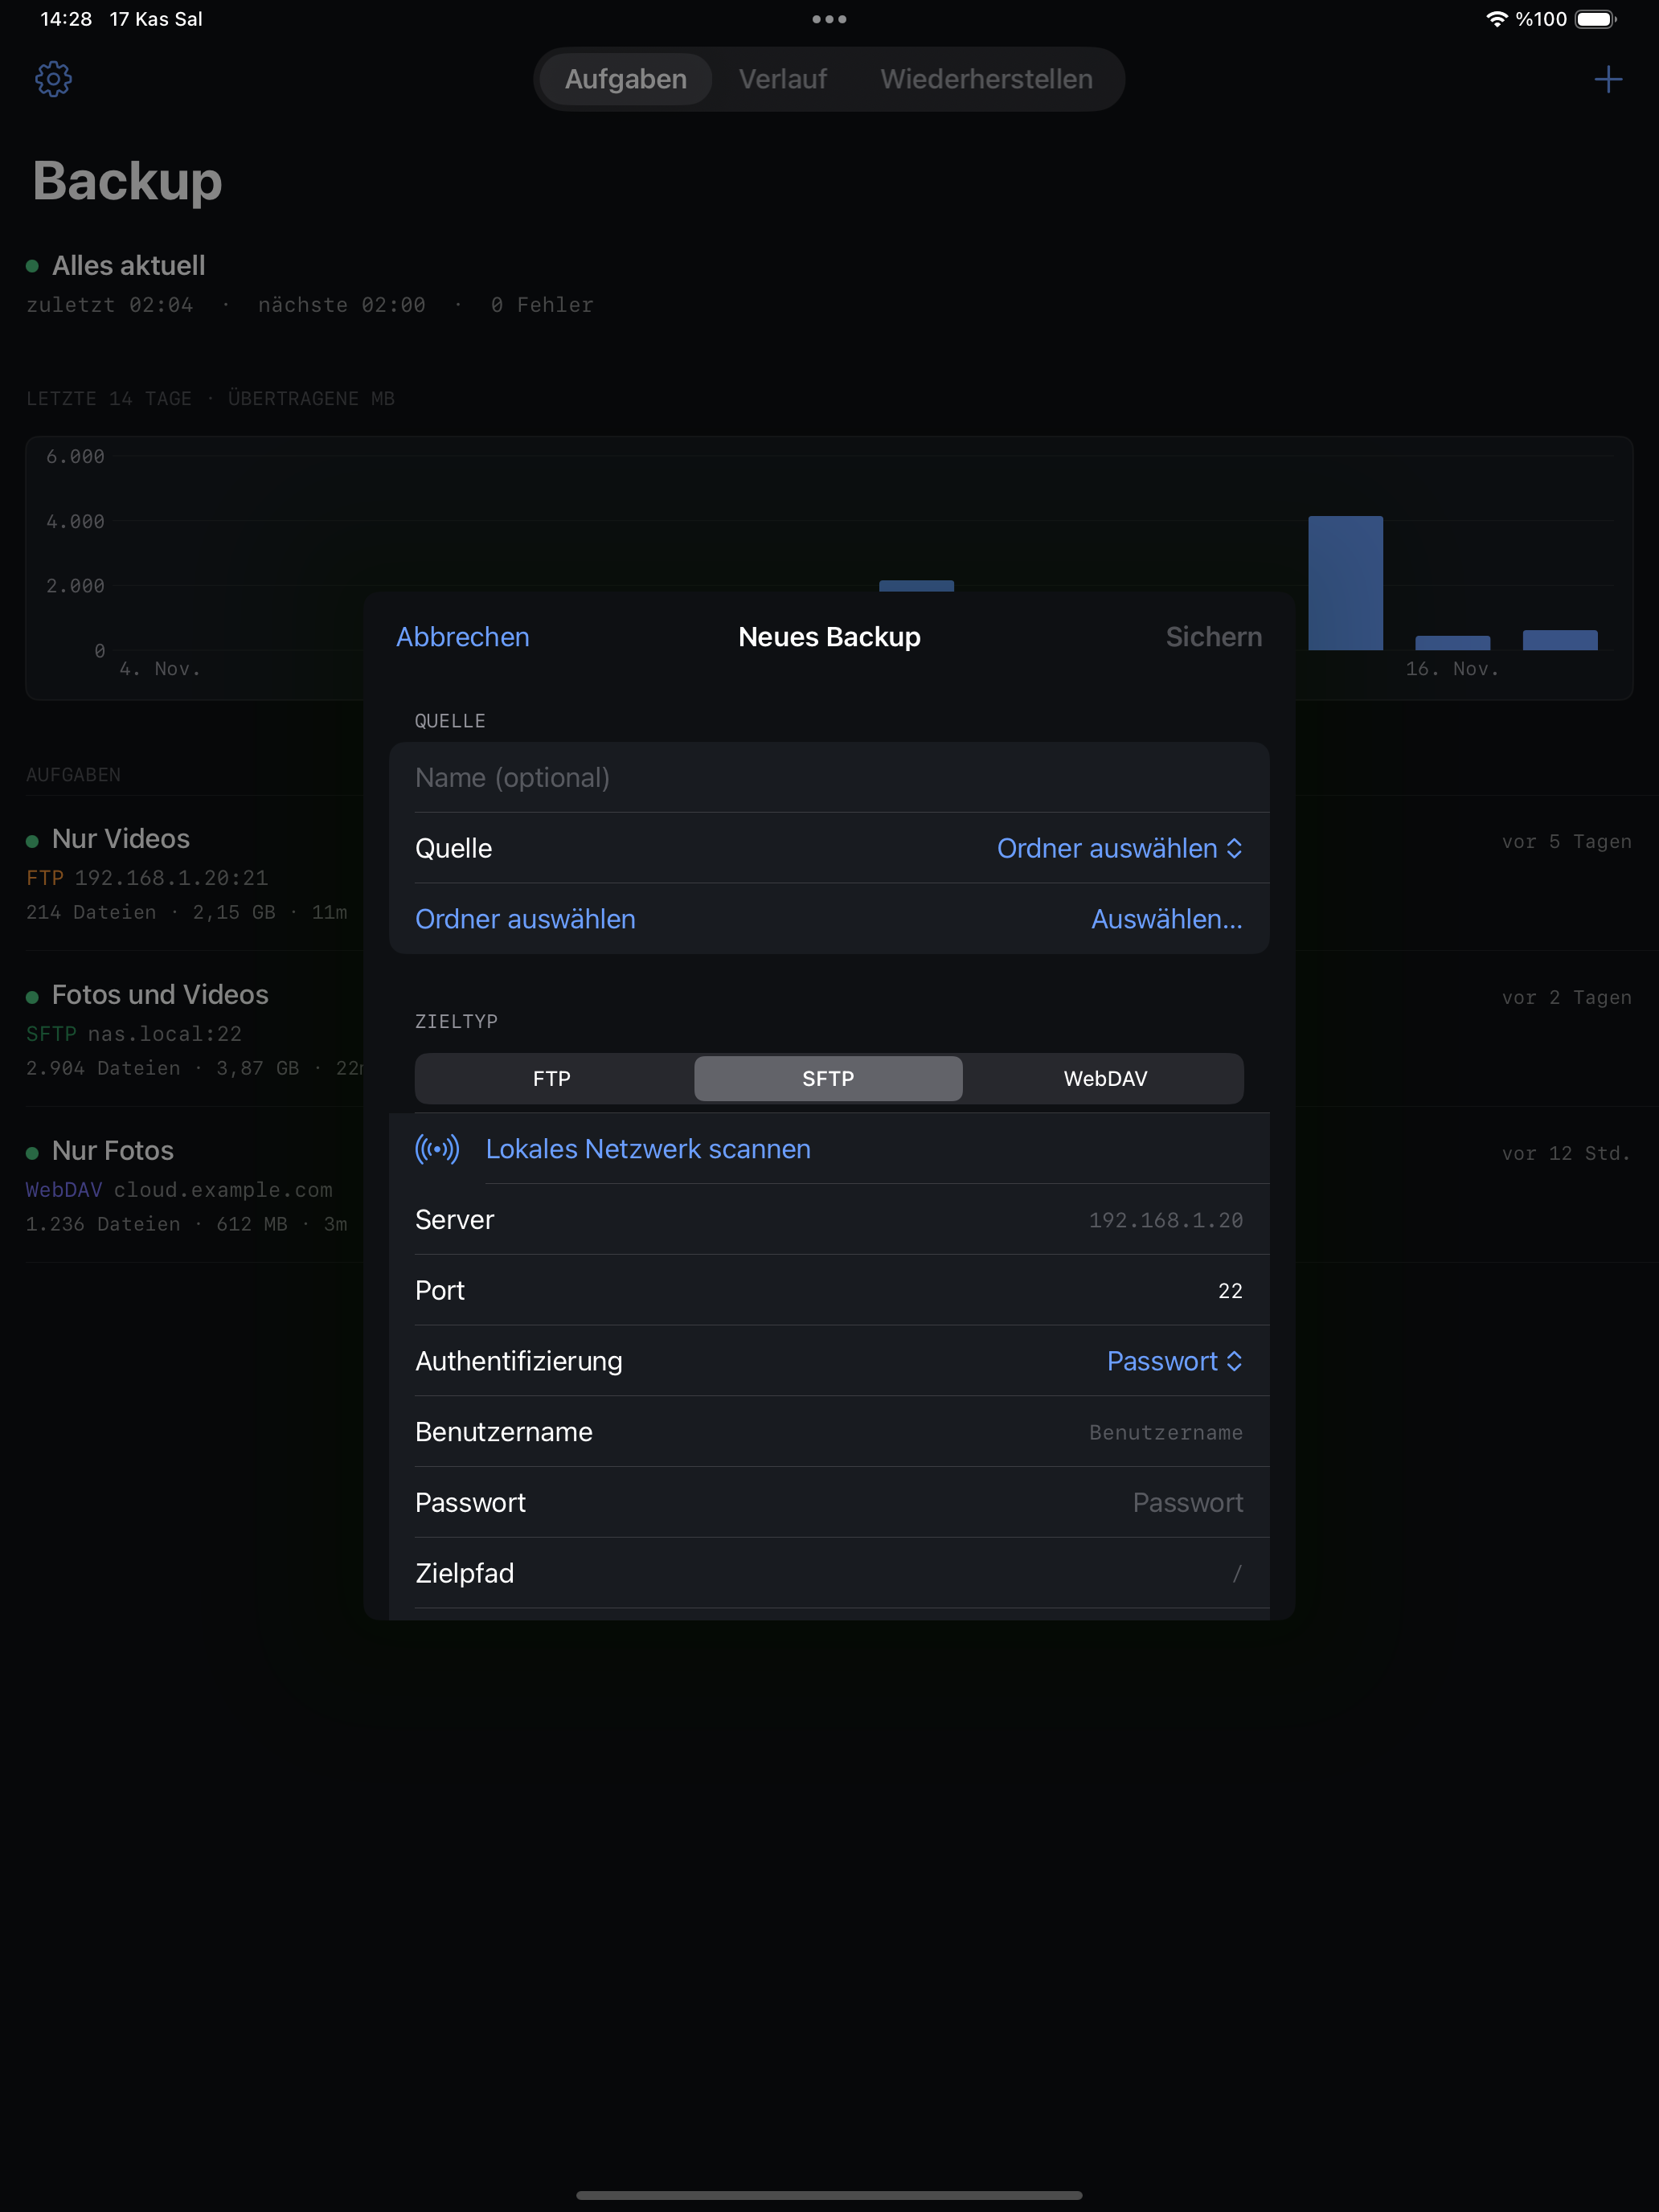 14:28 17 Kas Sal
%100
Aufgaben Verlauf Wiederherstellen
Backup
Alles aktuell
zuletzt 02:04 · nächste 02:00 · 0 Fehler
LETZTE 14 TAGE · ÜBERTRAGENE MB
6.000
4.000
2.000
0
4. Nov.
16. Nov.
AUFGABEN
Nur Videos
vor 5 Tagen
FTP 192.168.1.20:21
214 Dateien · 2,15 GB · 11m
Fotos und Videos
vor 2 Tagen
SFTP nas.local:22
2.904 Dateien · 3,87 GB · 22m
Nur Fotos
vor 12 Std.
WebDAV cloud.example.com
1.236 Dateien · 612 MB · 3m
Abbrechen Neues Backup Sichern
QUELLE
Name (optional)
Quelle Ordner auswählen
Ordner auswählen Auswählen...
ZIELTYP
FTP SFTP WebDAV
Lokales Netzwerk scannen
Server 192.168.1.20
Port 22
Authentifizierung Passwort
Benutzername Benutzername
Passwort Passwort
Zielpfad /